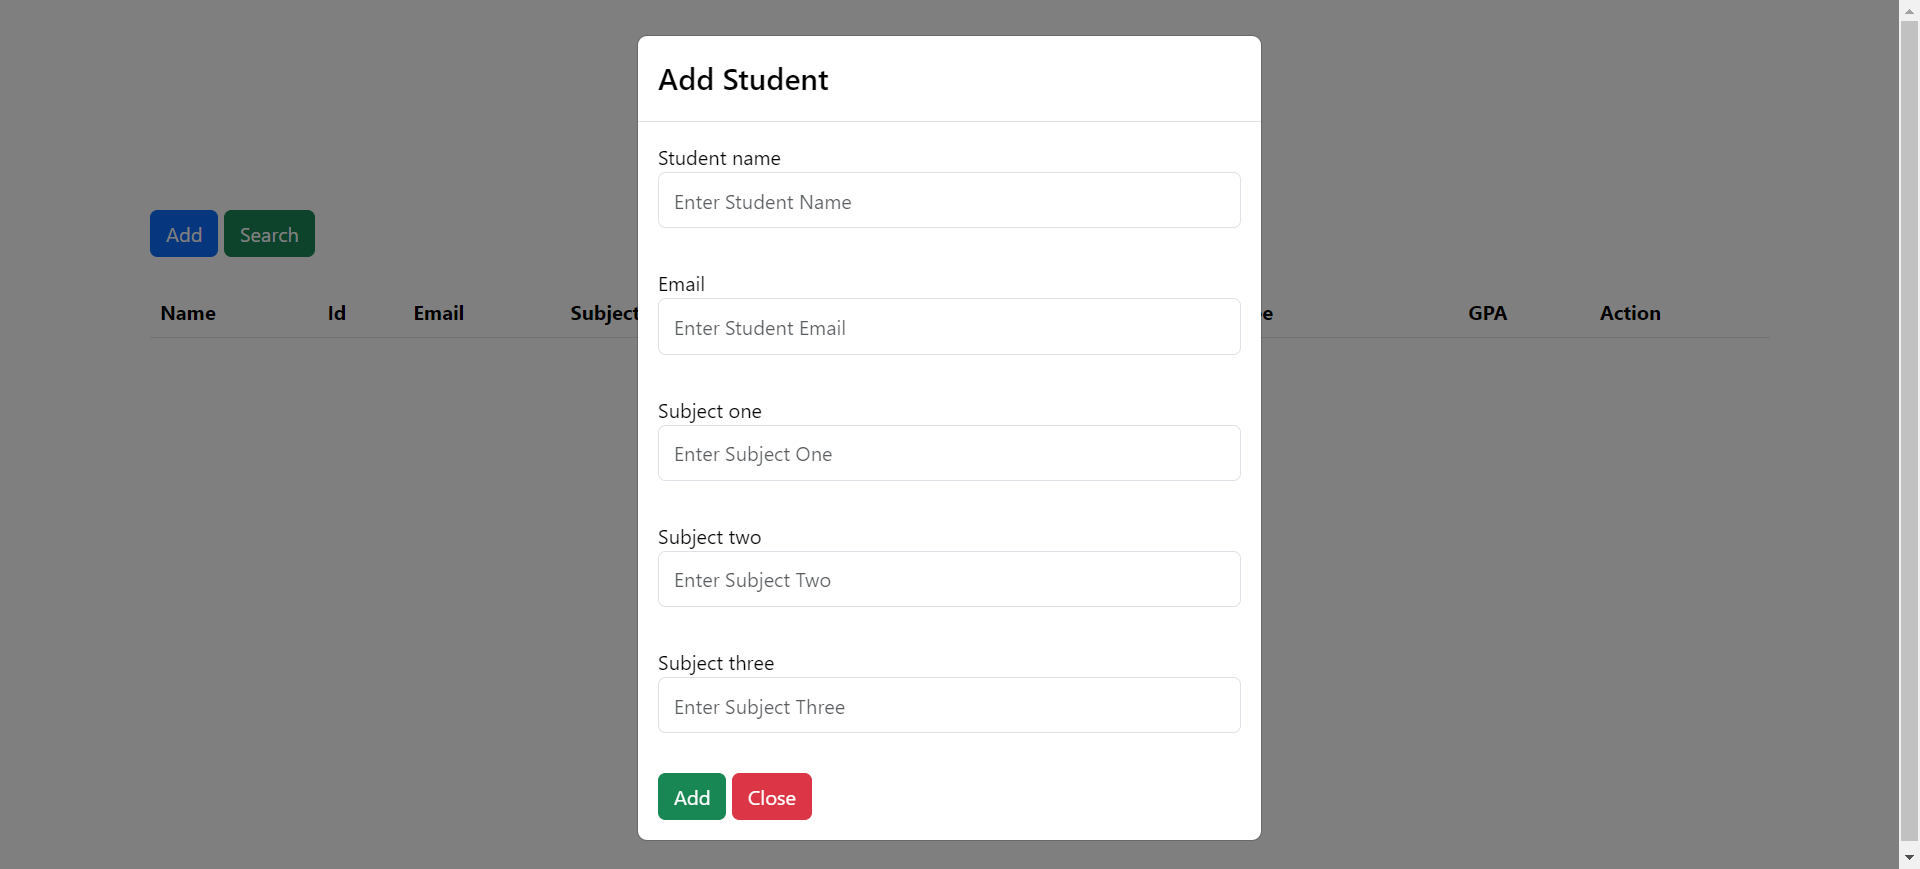 Add Student
Student name
Enter Student Name
Email
Enter Student Email
Subject one
Enter Subject One
Subject two
Enter Subject Two
Subject three
Enter Subject Three
Add Close
Add Search
Name Id Email Subject GPA Action